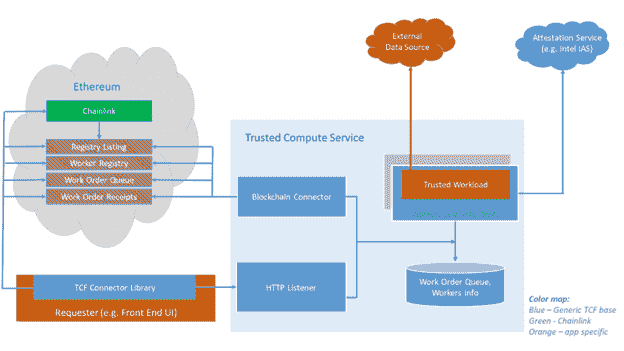 External
Data Source
Attestation Service
(e.g. Intel IAS)
Ethereum
Chainlink
Registry Listing
Worker Registry
Work Order Queue
Work Order Receipts
Trusted Compute Service
Trusted Workload
Blockchain Connector
TCF Connector Library
Requester (e.g. Front End UI)
HTTP Listener
Work Order Queue,
Workers info
Color map:
Blue – Generic TCF base
Green - Chainlink
Orange – app specific